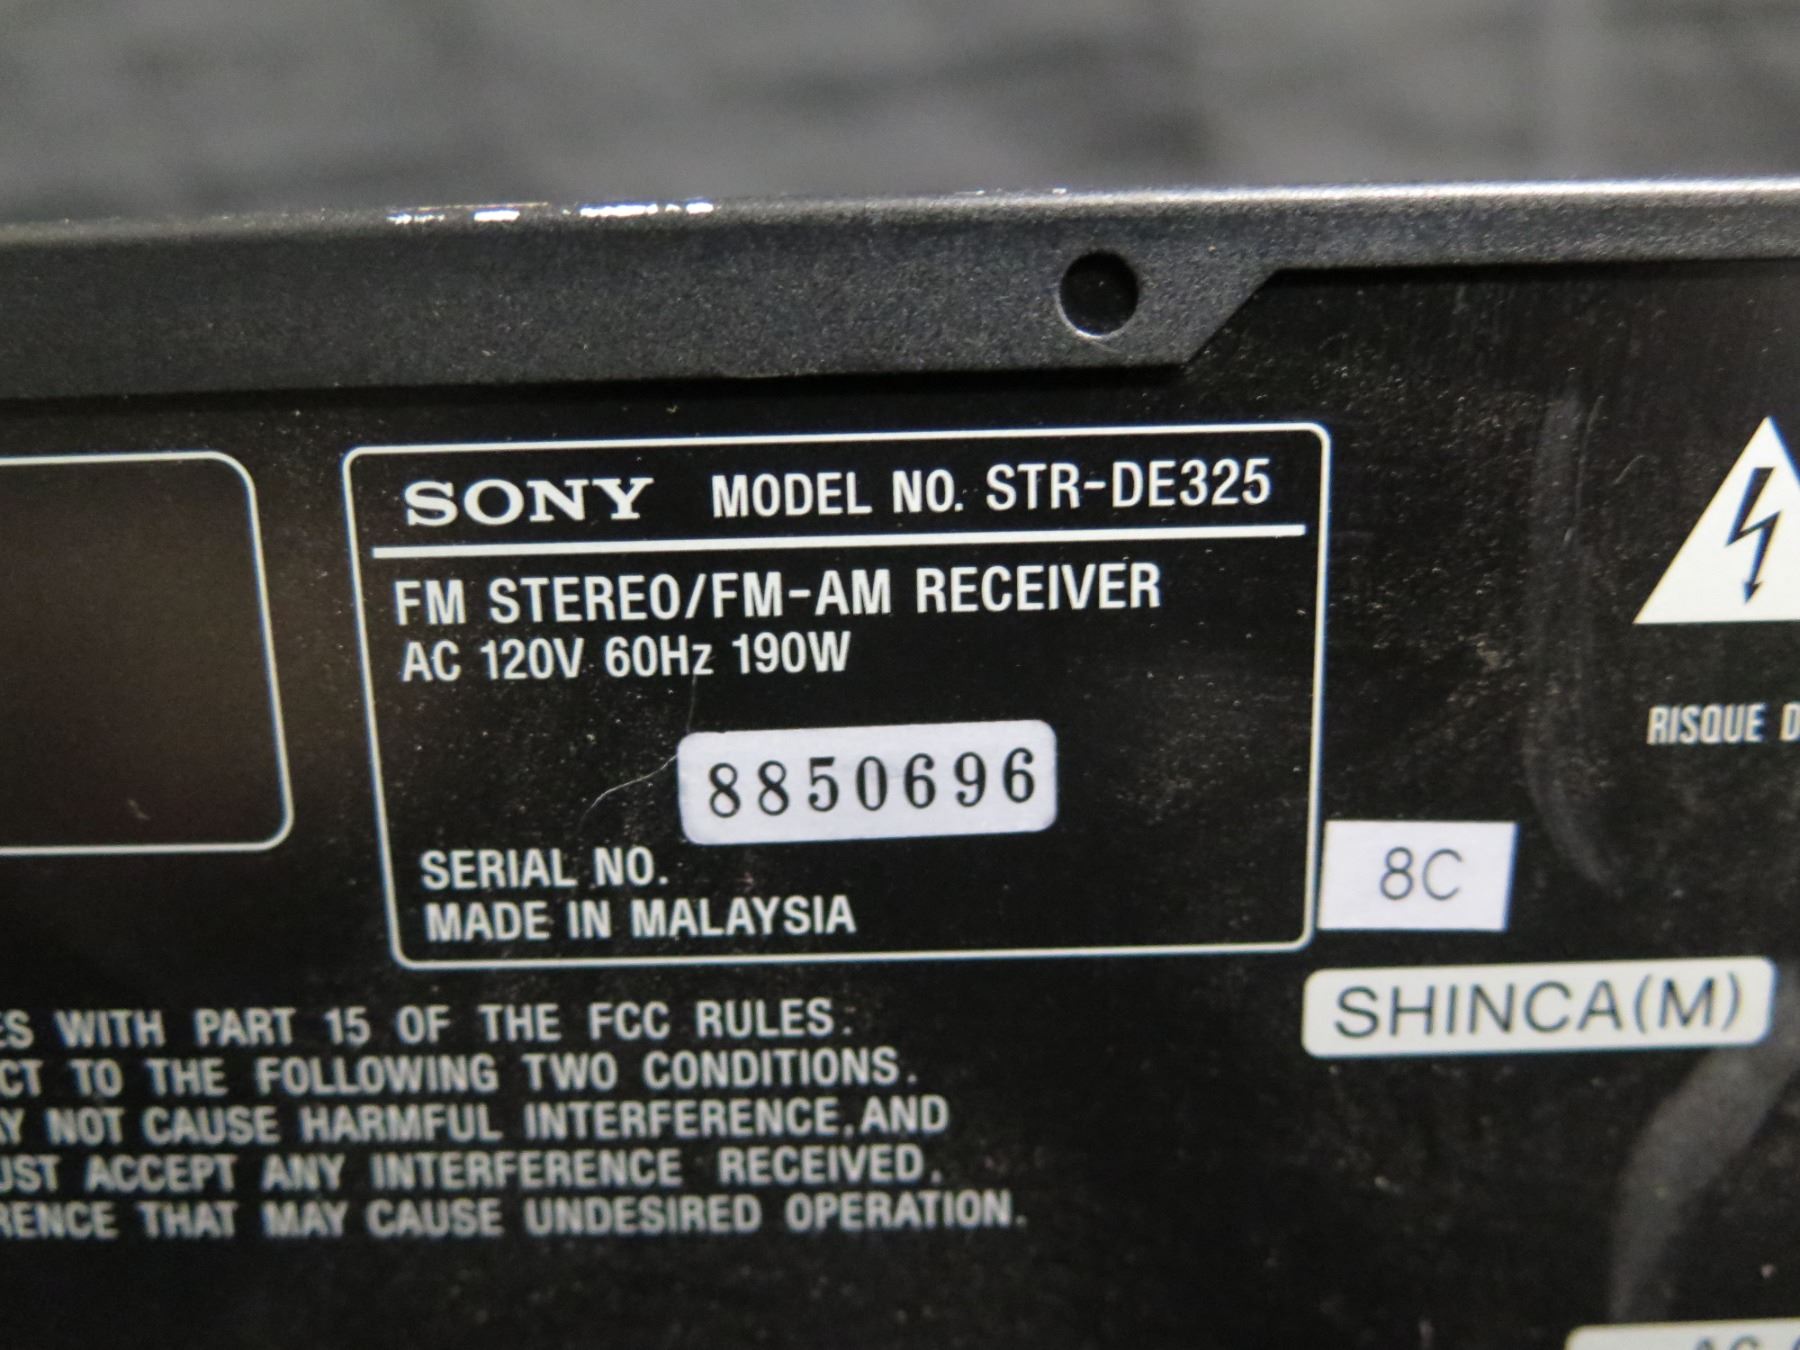 SONY MODEL NO. STR-DE325
FM STEREO/FM-AM RECEIVER
AC 120V 60Hz 190W
8850696
SERIAL NO.
MADE IN MALAYSIA
8C
SHINCA(M)
RISQUE D
ES WITH PART 15 OF THE FCC RULES.
CT TO THE FOLLOWING TWO CONDITIONS.
AY NOT CAUSE HARMFUL INTERFERENCE,AND
UST ACCEPT ANY INTERFERENCE RECEIVED.
RENCE THAT MAY CAUSE UNDESIRED OPERATION.